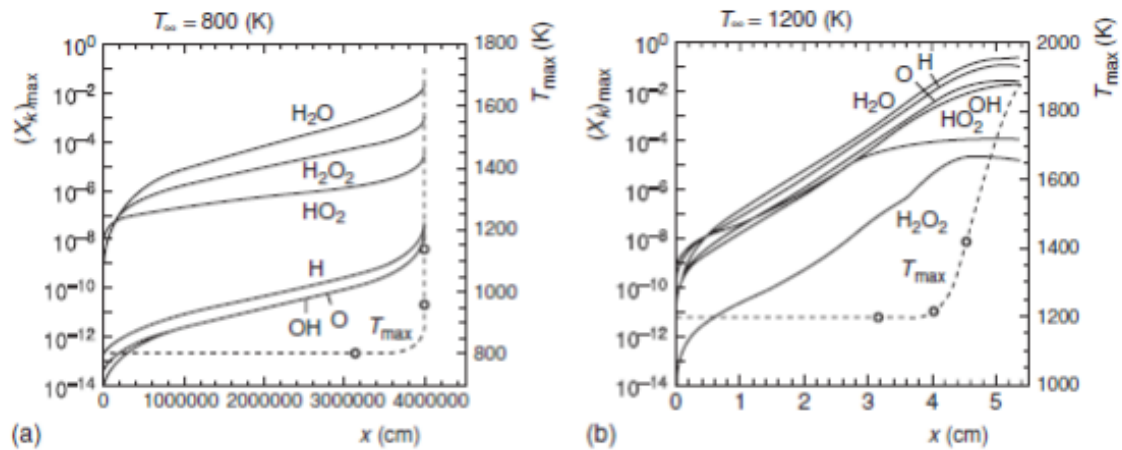 T∞ = 800 (K)
(Xk)max
10^0
10^−2
10^−4
10^−6
10^−8
10^−10
10^−12
10^−14
H2O
H2O2
HO2
H
OH
O
Tmax
1800
1600
1400
1200
1000
800
Tmax (K)
0 1000000 2000000 3000000 4000000
(a)
x (cm)
T∞ = 1200 (K)
(Xk)max
10^0
10^−2
10^−4
10^−6
10^−8
10^−10
10^−12
10^−14
H
O
H2O
OH
HO2
H2O2
Tmax
2000
1800
1600
1400
1200
1000
Tmax (K)
0 1 2 3 4 5
(b)
x (cm)